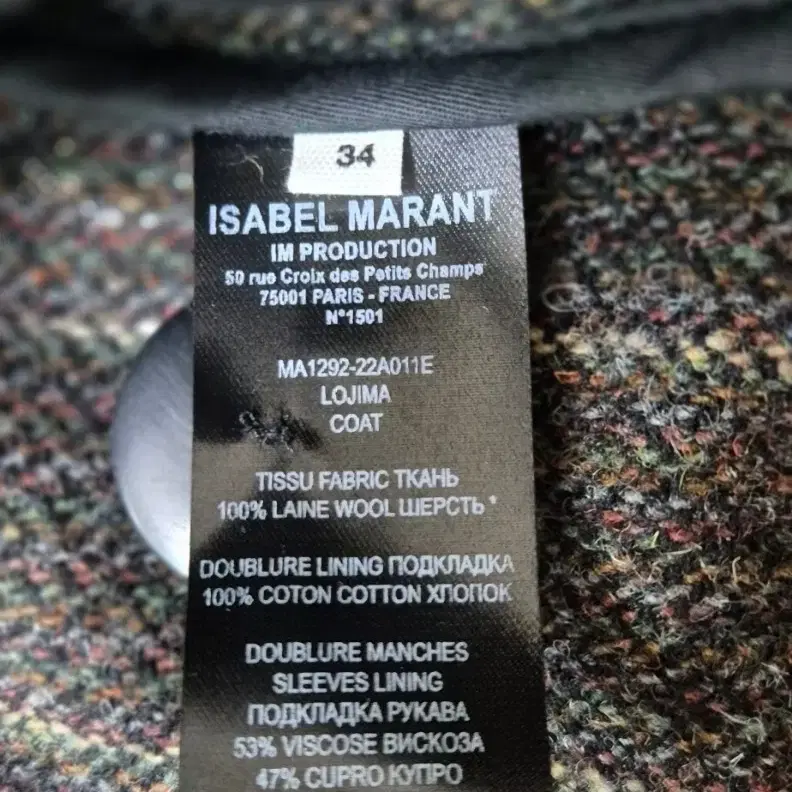 34
ISABEL MARANT
IM PRODUCTION
50 rue Croix des Petits Champs
75001 PARIS - FRANCE
N°1501
MA1292-22A011E
LOJIMA
COAT
TISSU FABRIC ТКАНЬ
100% LAINE WOOL ШЕРСТЬ *
DOUBLURE LINING ПОДКЛАДКА
100% COTON COTTON ХЛОПОК
DOUBLURE MANCHES
SLEEVES LINING
ПОДКЛАДКА РУКАВА
53% VISCOSE ВИСКОЗА
47% CUPRO КУПРО